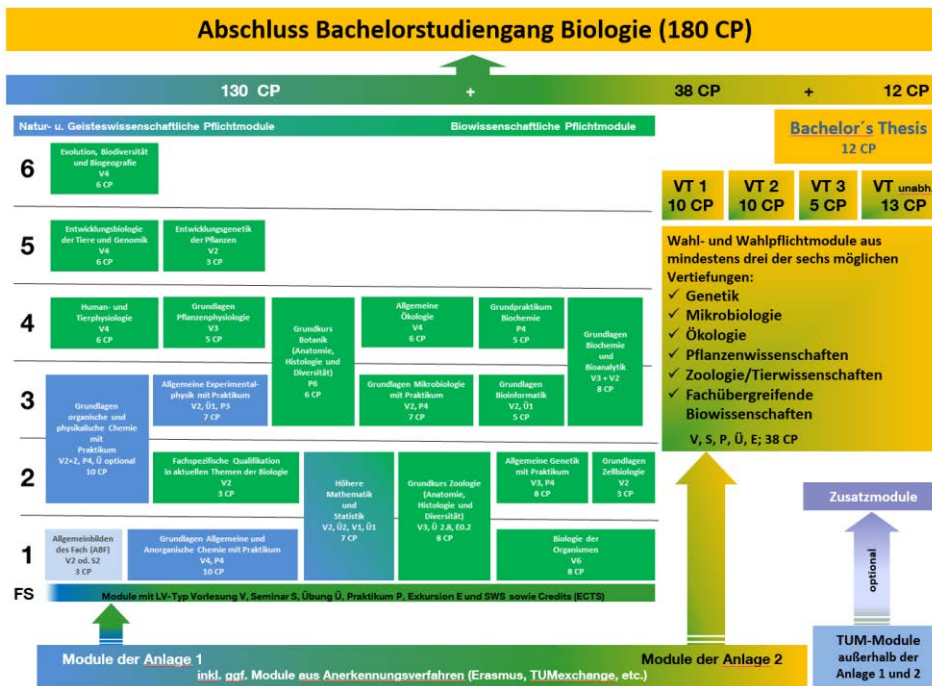 Abschluss Bachelorstudiengang Biologie (180 CP)
130 CP + 38 CP + 12 CP
Natur- u. Geisteswissenschaftliche Pflichtmodule
Biowissenschaftliche Pflichtmodule
Bachelor´s Thesis
12 CP
VT 1
10 CP
VT 2
10 CP
VT 3
5 CP
VT unabh.
13 CP
6
Evolution, Biodiversität
und Biogeografie
V4
6 CP
5
Entwicklungsbiologie
der Tiere und Genomik
V4
6 CP
Entwicklungsgenetik
der Pflanzen
V2
3 CP
4
Human- und
Tierphysiologie
V4
6 CP
Grundlagen
Pflanzenphysiologie
V3
5 CP
Grundkurs
Botanik
(Anatomie,
Histologie und
Diversität)
P6
6 CP
Allgemeine
Ökologie
V4
6 CP
Grundpraktikum
Biochemie
P4
5 CP
Grundlagen
Biochemie
und
Bioanalytik
V3 + V2
8 CP
3
Grundlagen
organische und
physikalische Chemie
mit
Praktikum
V2+2, P4, Ü optional
10 CP
Allgemeine Experimental-
physik mit Praktikum
V2, Ü1, P3
7 CP
Grundlagen Mikrobiologie
mit Praktikum
V2, P4
7 CP
Grundlagen
Bioinformatik
V2, Ü1
5 CP
2
Fachspezifische Qualifikation
in aktuellen Themen der Biologie
V2
3 CP
Höhere
Mathematik
und
Statistik
V2, Ü2, V1, Ü1
7 CP
Grundkurs Zoologie
(Anatomie,
Histologie und
Diversität)
V3, Ü 2.8, E0.2
8 CP
Allgemeine Genetik
mit Praktikum
V3, P4
8 CP
Grundlagen
Zellbiologie
V2
3 CP
1
Allgemeinbilden
des Fach (ABF)
V2 od. S2
3 CP
Grundlagen Allgemeine und
Anorganische Chemie mit Praktikum
V4, P4
10 CP
Biologie der
Organismen
V6
8 CP
FS
Module mit LV-Typ Vorlesung V, Seminar S, Übung Ü, Praktikum P, Exkursion E und SWS sowie Credits (ECTS)
Wahl- und Wahlpflichtmodule aus
mindestens drei der sechs möglichen
Vertiefungen:
✓ Genetik
✓ Mikrobiologie
✓ Ökologie
✓ Pflanzenwissenschaften
✓ Zoologie/Tierwissenschaften
✓ Fachübergreifende
Biowissenschaften
V, S, P, Ü, E; 38 CP
Zusatzmodule
optional
TUM-Module
außerhalb der
Anlage 1 und 2
Module der Anlage 1
Module der Anlage 2
inkl. ggf. Module aus Anerkennungsverfahren (Erasmus, TUMexchange, etc.)